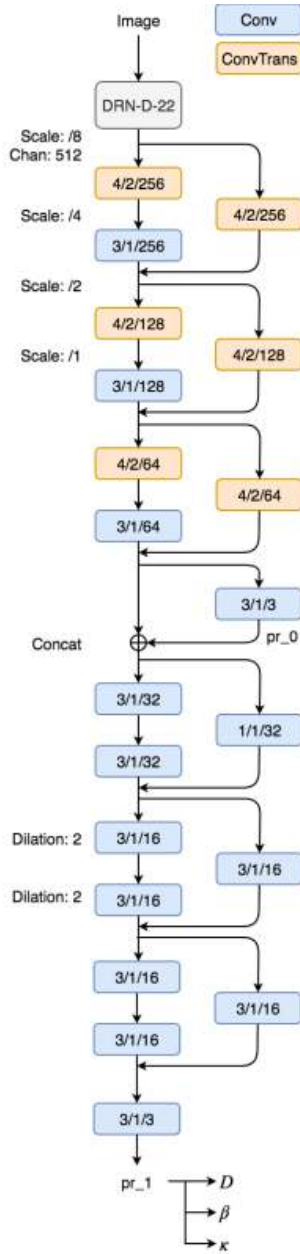 Image
Conv
ConvTrans
DRN-D-22
Scale: /8
Chan: 512
4/2/256
4/2/256
Scale: /4
3/1/256
Scale: /2
4/2/128
4/2/128
Scale: /1
3/1/128
4/2/64
4/2/64
3/1/64
3/1/3
pr_0
Concat
3/1/32
1/1/32
3/1/32
Dilation: 2
3/1/16
3/1/16
Dilation: 2
3/1/16
3/1/16
3/1/16
3/1/16
3/1/3
pr_1
D
β
κ